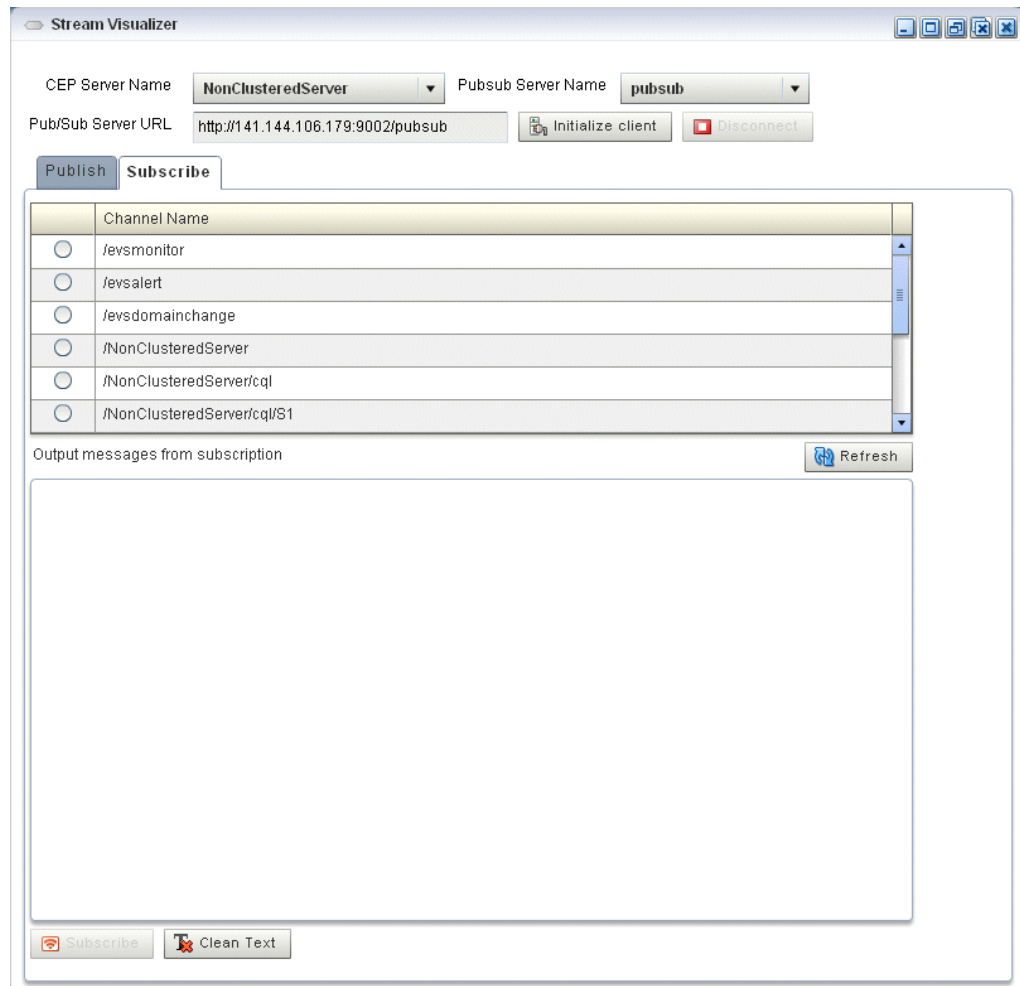 Stream Visualizer
CEP Server Name NonClusteredServer Pubsub Server Name pubsub
Pub/Sub Server URL http://141.144.106.179:9002/pubsub Initialize client Disconnect
Publish Subscribe
Channel Name
/evsmonitor
/evsalert
/evsdomainchange
/NonClusteredServer
/NonClusteredServer/cql
/NonClusteredServer/cql/S1
Output messages from subscription Refresh
Subscribe Clean Text